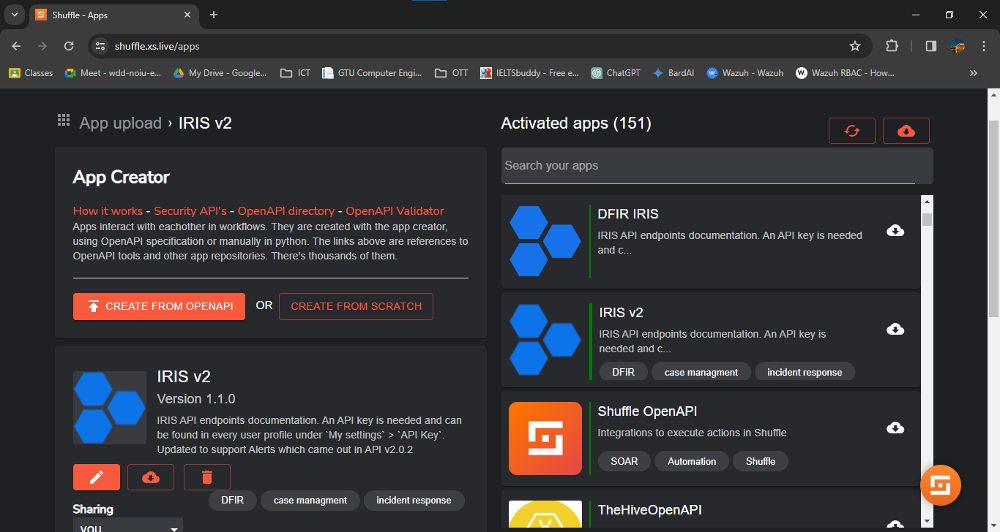 Shuffle - Apps
shuffle.xs.live/apps
Classes
Meet - wdd-noiu-e...
My Drive - Google...
ICT
GTU Computer Engi...
OTT
IELTSbuddy - Free e...
ChatGPT
BardAI
Wazuh - Wazuh
Wazuh RBAC - How...
App upload › IRIS v2
App Creator
How it works - Security API's - OpenAPI directory - OpenAPI Validator
Apps interact with eachother in workflows. They are created with the app creator,
using OpenAPI specification or manually in python. The links above are references to
OpenAPI tools and other app repositories. There's thousands of them.
CREATE FROM OPENAPI OR CREATE FROM SCRATCH
IRIS v2
Version 1.1.0
IRIS API endpoints documentation. An API key is needed and can
be found in every user profile under `My settings` > `API Key`.
Updated to support Alerts which came out in API v2.0.2
DFIR case managment incident response
Sharing
YOU
Activated apps (151)
Search your apps
DFIR IRIS
IRIS API endpoints documentation. An API key is needed
and c...
IRIS v2
IRIS API endpoints documentation. An API key is
needed and c...
DFIR case managment incident response
Shuffle OpenAPI
Integrations to execute actions in Shuffle
SOAR Automation Shuffle
TheHiveOpenAPI